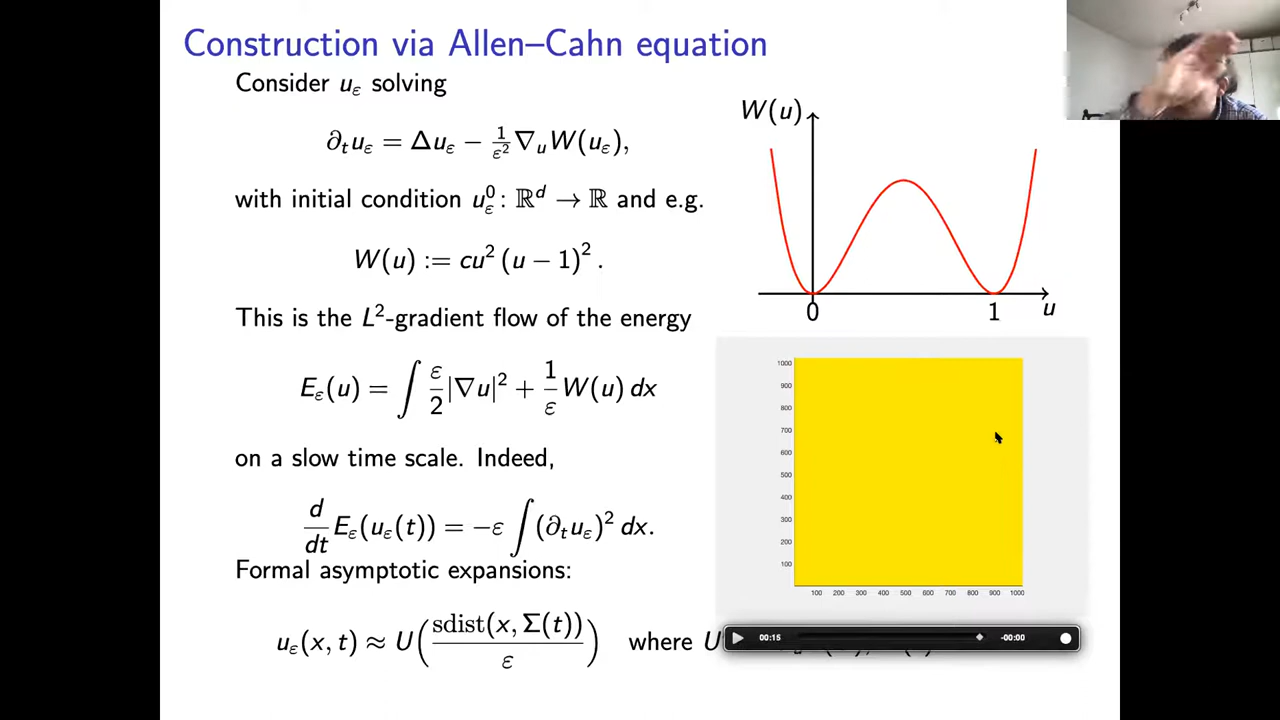 Construction via Allen–Cahn equation
Consider u_ε solving
∂_t u_ε = Δu_ε − 1/ε² ∇_u W(u_ε),
with initial condition u_ε^0 : ℝ^d → ℝ and e.g.
W(u) := cu² (u − 1)² .
This is the L²-gradient flow of the energy
E_ε(u) = ∫ ε/2 |∇u|² + 1/ε W(u) dx
on a slow time scale. Indeed,
d/dt E_ε(u_ε(t)) = −ε ∫ (∂_t u_ε)² dx.
Formal asymptotic expansions:
u_ε(x, t) ≈ U( sdist(x, Σ(t)) / ε ) where U
W(u)
0 1 u
1000
900
800
700
600
500
400
300
200
100
100 200 300 400 500 600 700 800 900 1000
00:15 -00:00